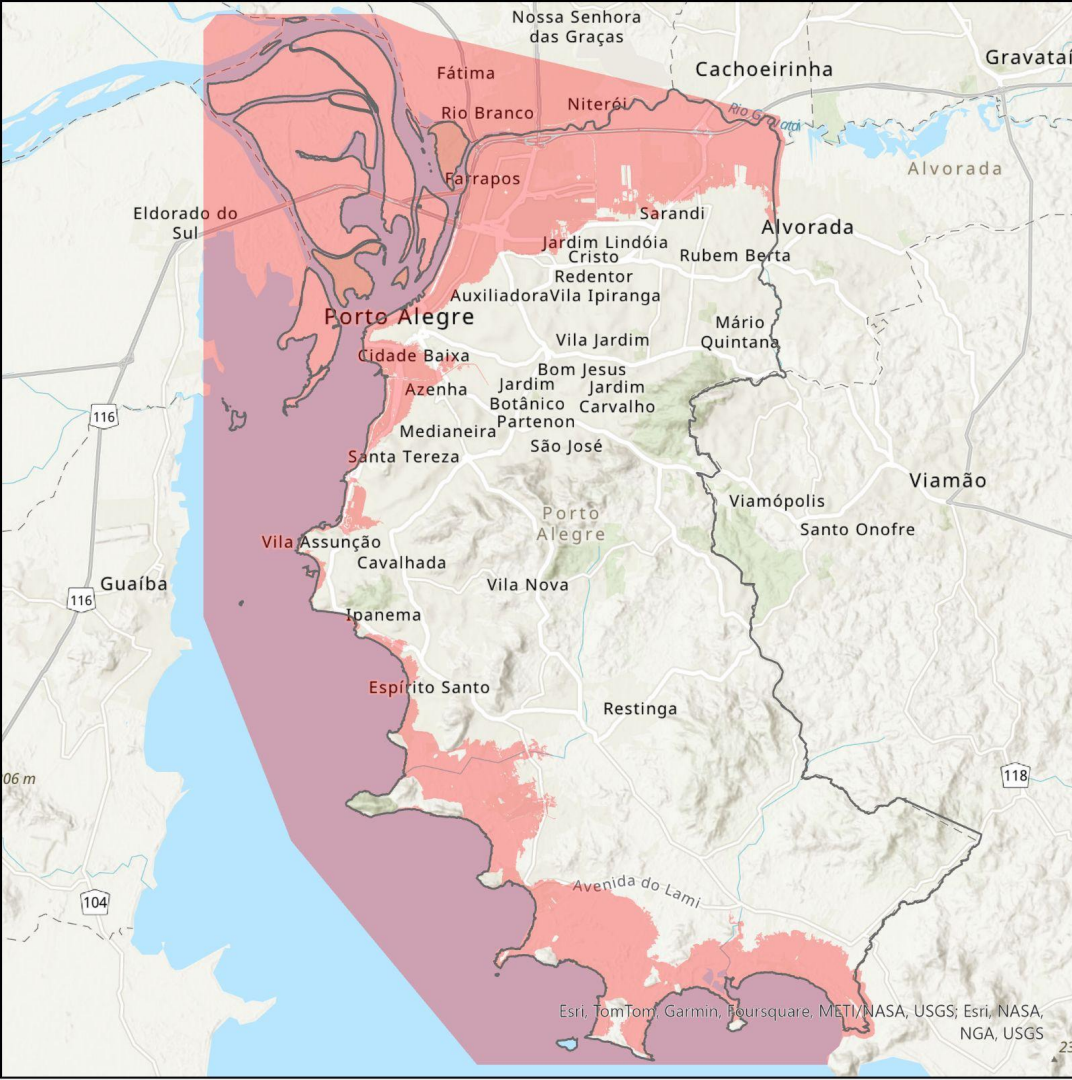 Nossa Senhora
das Graças
Gravataí
Cachoeirinha
Fátima
Niterói
Rio Branco
Alvorada
Farrapos
Sarandi
Eldorado do
Sul
Alvorada
Jardim Lindóia
Cristo
Redentor
Rubem Berta
Auxiliadora
Vila Ipiranga
Porto Alegre
Mário
Quintana
Vila Jardim
Cidade Baixa
Bom Jesus
Azenha
Jardim
Botânico
Jardim
Carvalho
116
Partenon
Medianeira
São José
Santa Tereza
Viamão
Viamópolis
Porto
Alegre
Santo Onofre
Vila Assunção
Cavalhada
Guaíba
Vila Nova
116
Ipanema
Espírito Santo
Restinga
06 m
118
Avenida do Lami
104
Esri, TomTom, Garmin, Foursquare, METI/NASA, USGS; Esri, NASA,
NGA, USGS
23